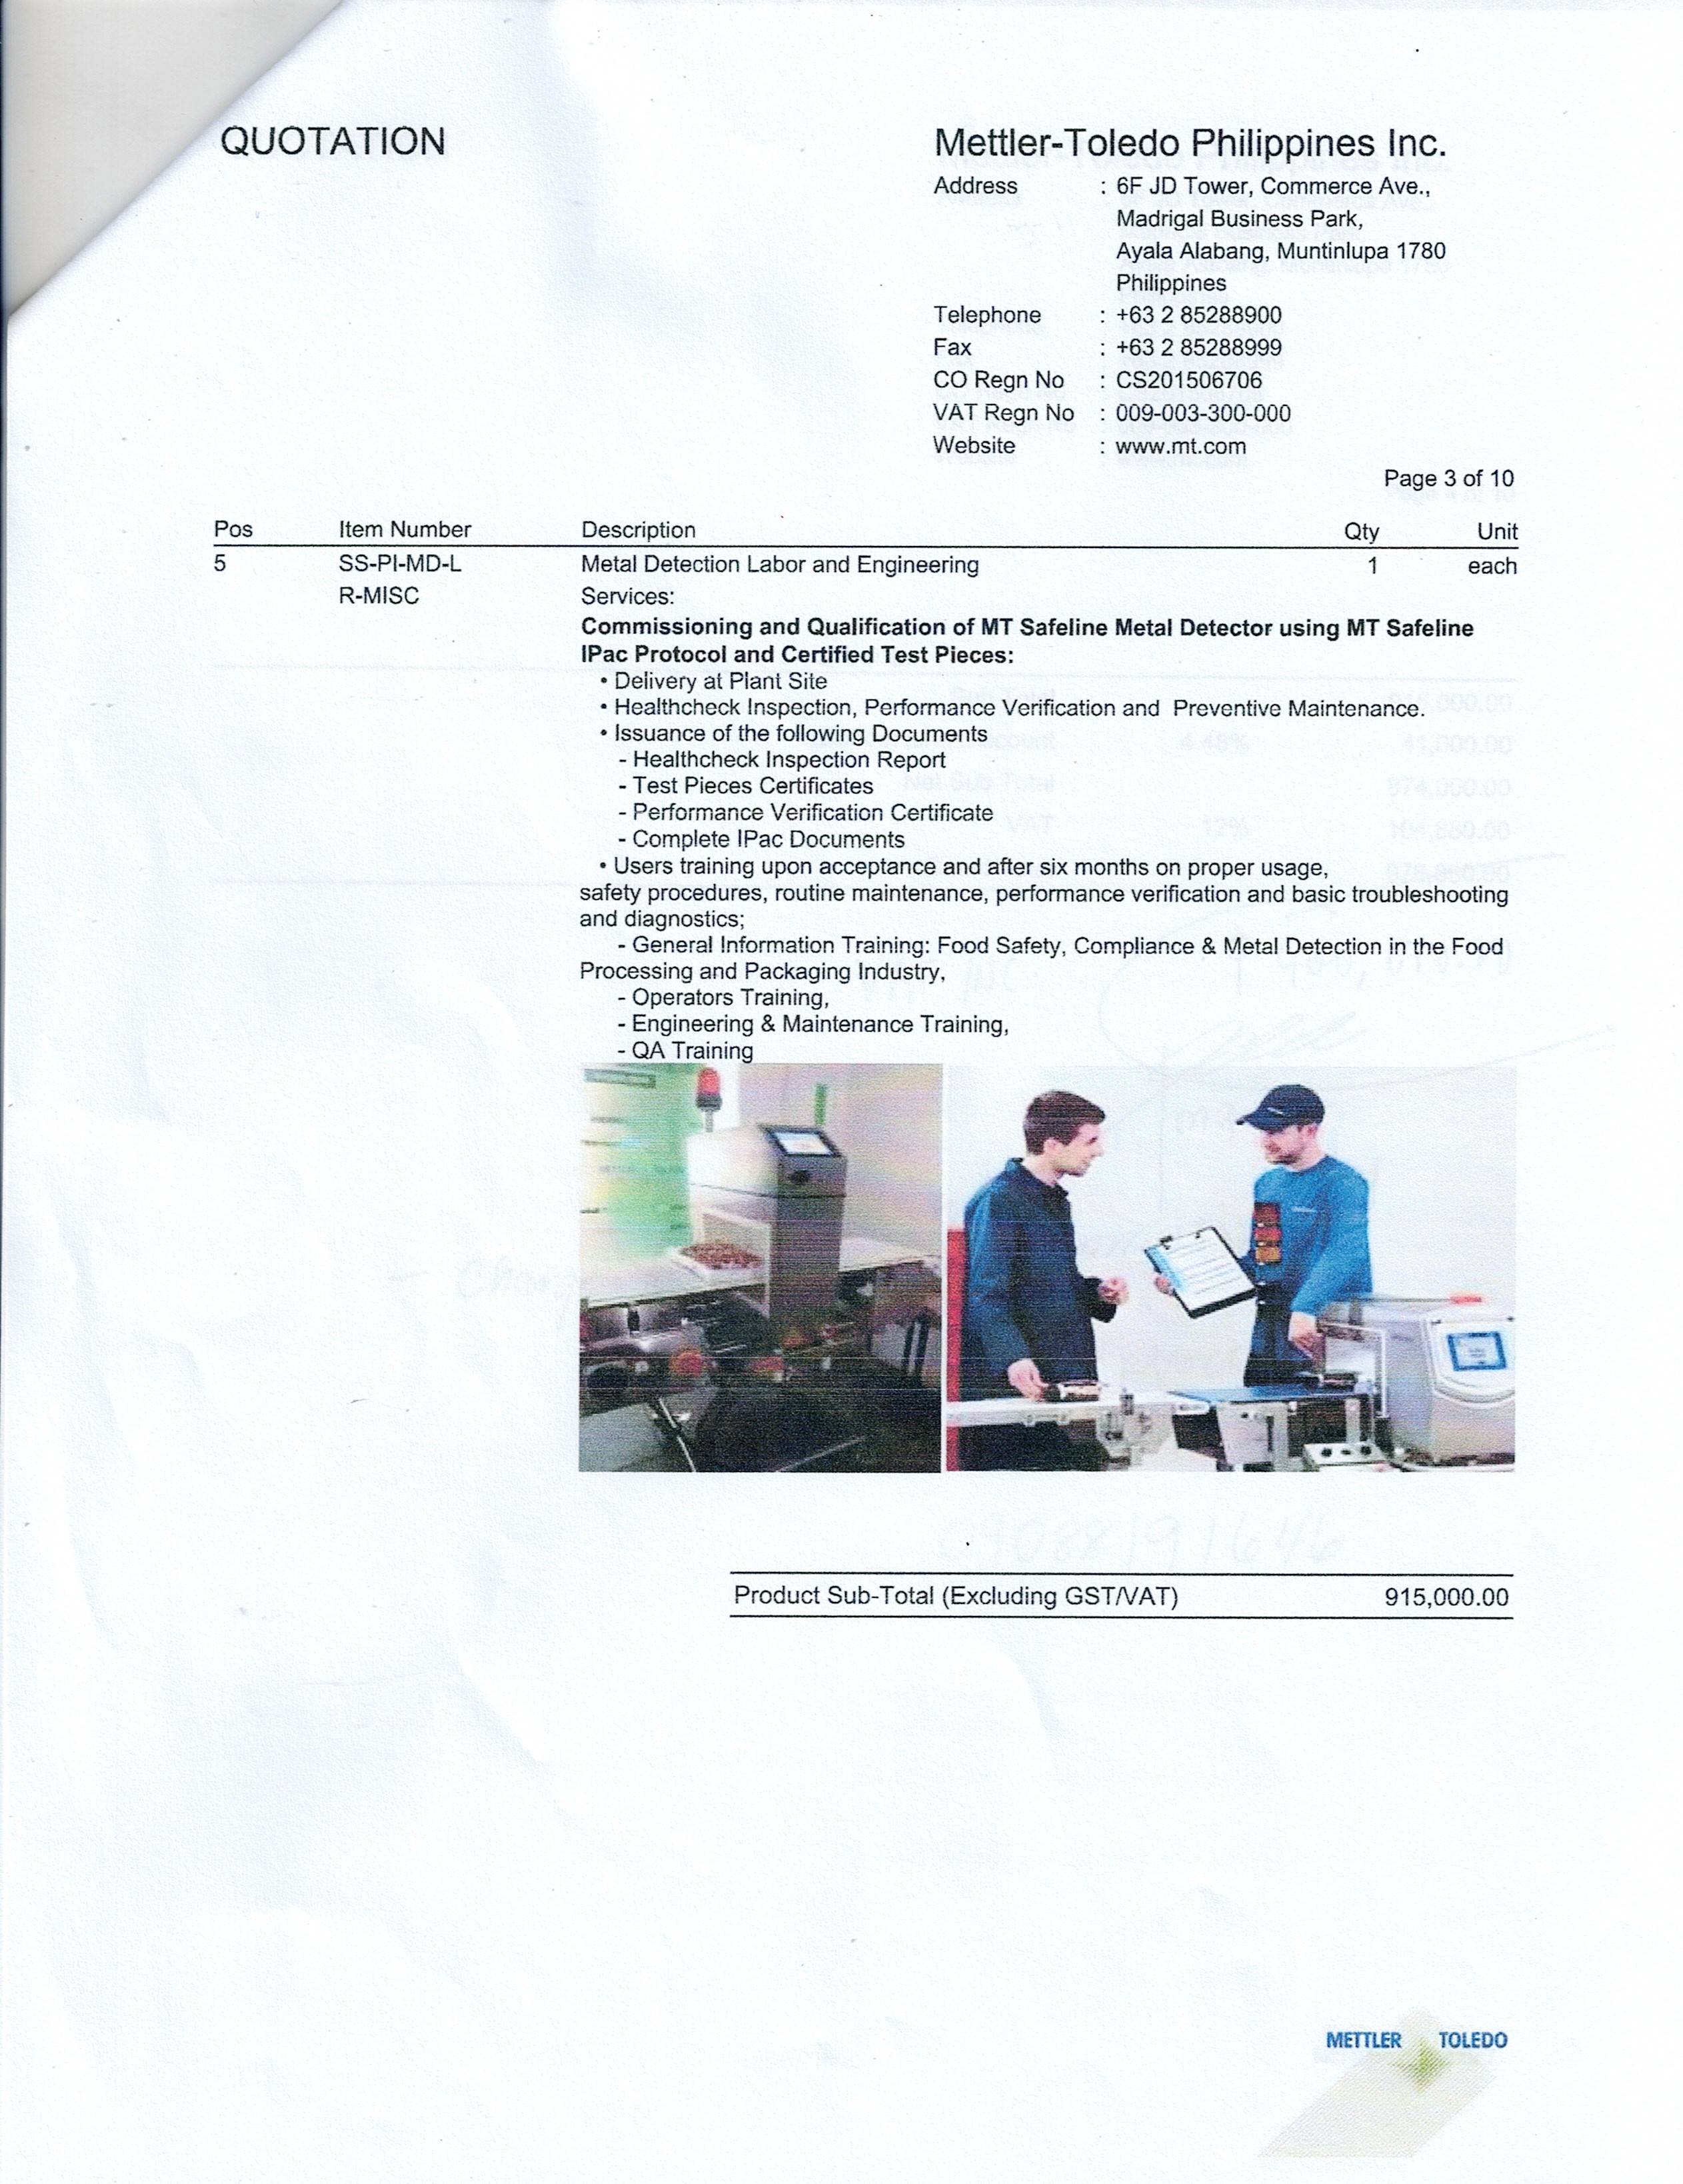 QUOTATION
Mettler-Toledo Philippines Inc.
Address : 6F JD Tower, Commerce Ave.,
Madrigal Business Park,
Ayala Alabang, Muntinlupa 1780
Philippines
Telephone : +63 2 85288900
Fax : +63 2 85288999
CO Regn No : CS201506706
VAT Regn No : 009-003-300-000
Website : www.mt.com
Page 3 of 10
Pos Item Number Description Qty Unit
5 SS-PI-MD-L Metal Detection Labor and Engineering 1 each
R-MISC Services:
Commissioning and Qualification of MT Safeline Metal Detector using MT Safeline
IPac Protocol and Certified Test Pieces:
• Delivery at Plant Site
• Healthcheck Inspection, Performance Verification and Preventive Maintenance.
• Issuance of the following Documents
- Healthcheck Inspection Report
- Test Pieces Certificates
- Performance Verification Certificate
- Complete IPac Documents
• Users training upon acceptance and after six months on proper usage,
safety procedures, routine maintenance, performance verification and basic troubleshooting
and diagnostics;
- General Information Training: Food Safety, Compliance & Metal Detection in the Food
Processing and Packaging Industry,
- Operators Training,
- Engineering & Maintenance Training,
- QA Training
Product Sub-Total (Excluding GST/VAT) 915,000.00
METTLER TOLEDO